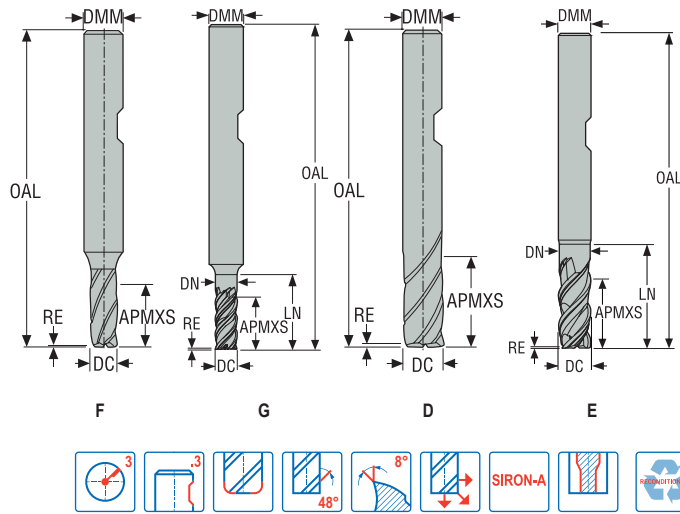 DMM
OAL
APMXS
RE
DC
F
DMM
OAL
DN
LN
APMXS
RE
DC
G
DMM
OAL
APMXS
RE
DC
D
DMM
OAL
DN
LN
APMXS
RE
DC
E
3
.3
48°
8°
SIRON-A